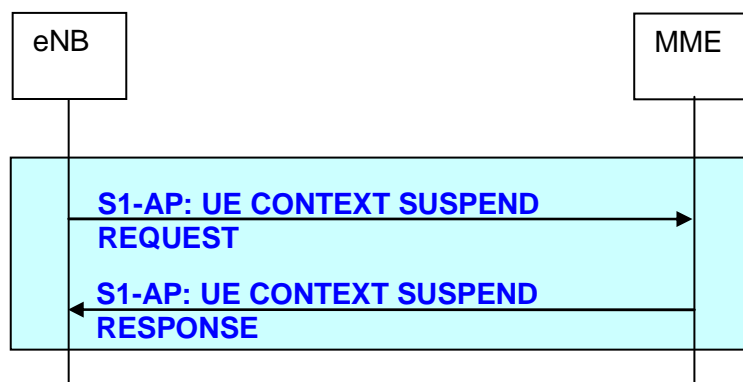 eNB
MME
S1-AP: UE CONTEXT SUSPEND
REQUEST
S1-AP: UE CONTEXT SUSPEND
RESPONSE